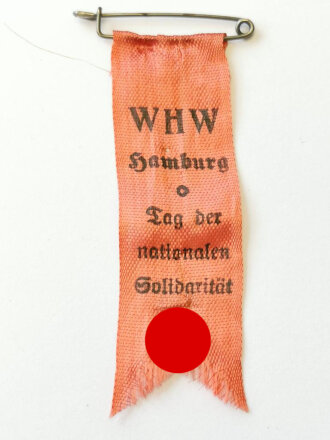 WHW
Hamburg
Tag der
nationalen
Solidarität